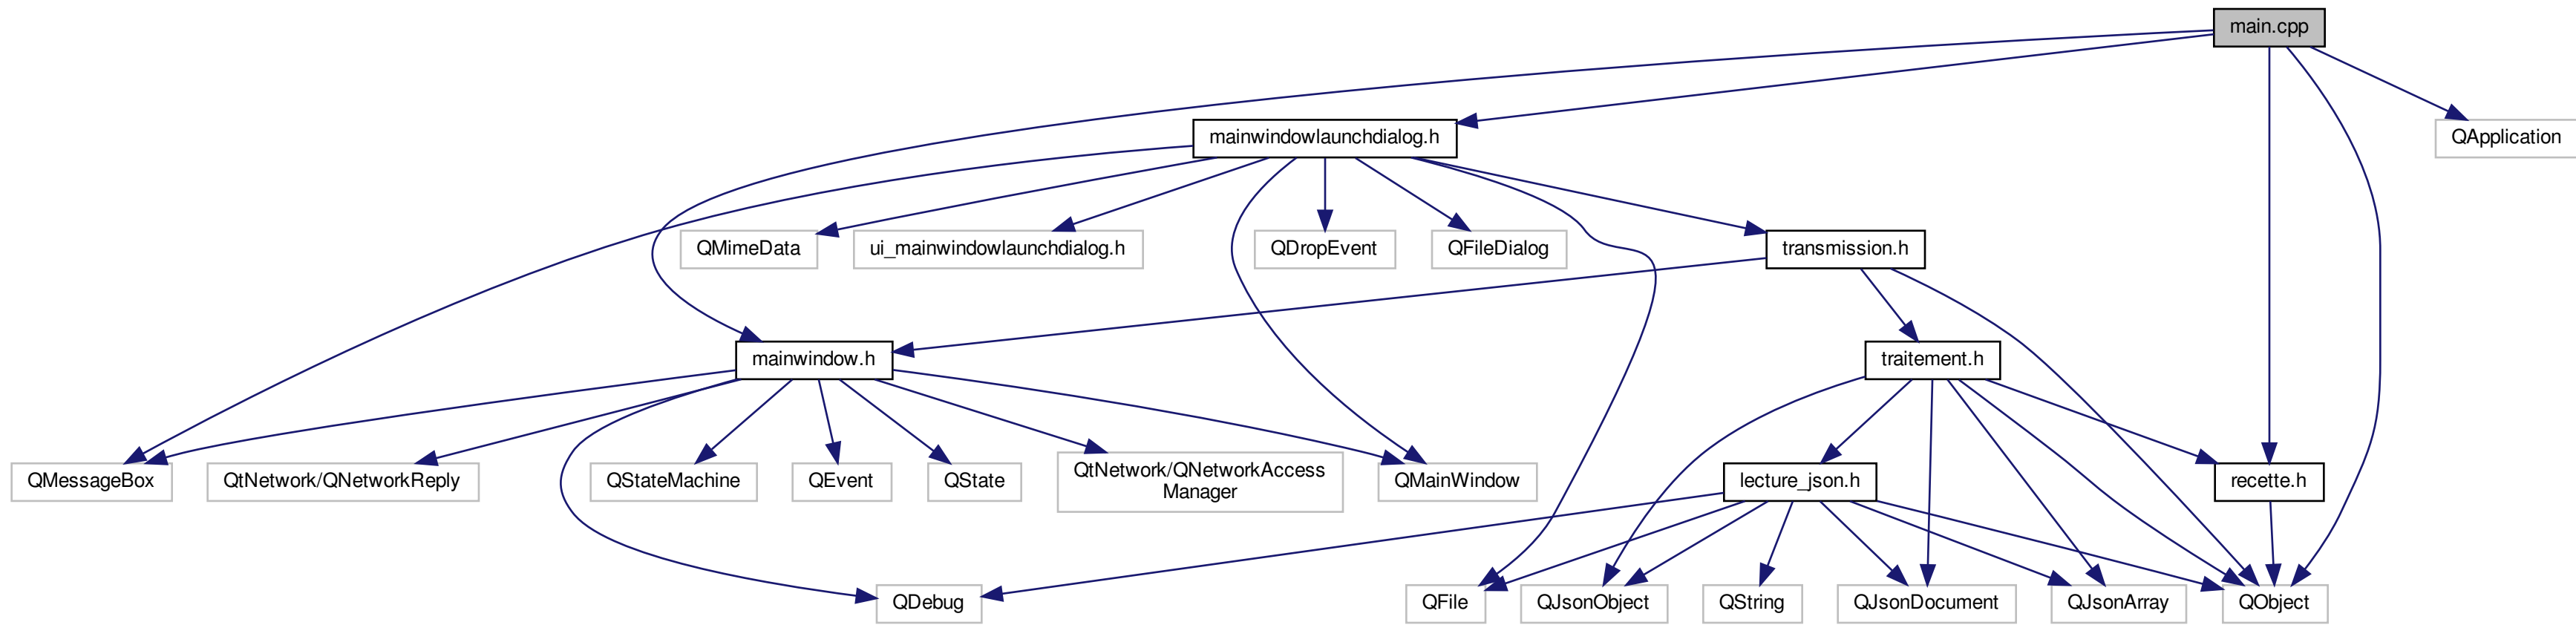 main.cpp
mainwindowlaunchdialog.h
QApplication
QMimeData
ui_mainwindowlaunchdialog.h
QDropEvent
QFileDialog
transmission.h
mainwindow.h
traitement.h
QMessageBox
QtNetwork/QNetworkReply
QStateMachine
QEvent
QState
QtNetwork/QNetworkAccess
Manager
QMainWindow
lecture_json.h
recette.h
QDebug
QFile
QJsonObject
QString
QJsonDocument
QJsonArray
QObject